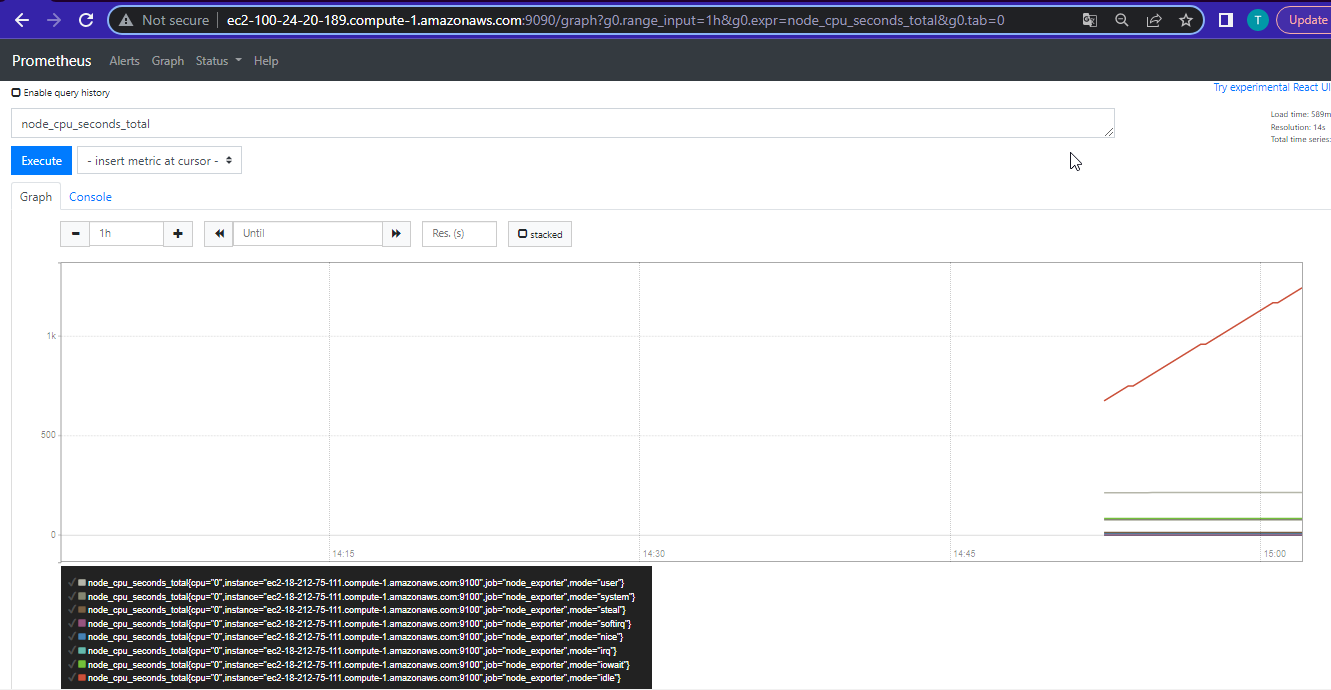 Not secure ec2-100-24-20-189.compute-1.amazonaws.com:9090/graph?g0.range_input=1h&g0.expr=node_cpu_seconds_total&g0.tab=0 T Update
Prometheus Alerts Graph Status Help
Enable query history Try experimental React UI
node_cpu_seconds_total
Load time: 589m
Resolution: 14s
Total time series:
Execute - insert metric at cursor -
Graph Console
1h Until Res. (s) stacked
1k
500
0
14:15 14:30 14:45 15:00
node_cpu_seconds_total{cpu="0",instance="ec2-18-212-75-111.compute-1.amazonaws.com:9100",job="node_exporter",mode="user"}
node_cpu_seconds_total{cpu="0",instance="ec2-18-212-75-111.compute-1.amazonaws.com:9100",job="node_exporter",mode="system"}
node_cpu_seconds_total{cpu="0",instance="ec2-18-212-75-111.compute-1.amazonaws.com:9100",job="node_exporter",mode="steal"}
node_cpu_seconds_total{cpu="0",instance="ec2-18-212-75-111.compute-1.amazonaws.com:9100",job="node_exporter",mode="softirq"}
node_cpu_seconds_total{cpu="0",instance="ec2-18-212-75-111.compute-1.amazonaws.com:9100",job="node_exporter",mode="nice"}
node_cpu_seconds_total{cpu="0",instance="ec2-18-212-75-111.compute-1.amazonaws.com:9100",job="node_exporter",mode="irq"}
node_cpu_seconds_total{cpu="0",instance="ec2-18-212-75-111.compute-1.amazonaws.com:9100",job="node_exporter",mode="iowait"}
node_cpu_seconds_total{cpu="0",instance="ec2-18-212-75-111.compute-1.amazonaws.com:9100",job="node_exporter",mode="idle"}